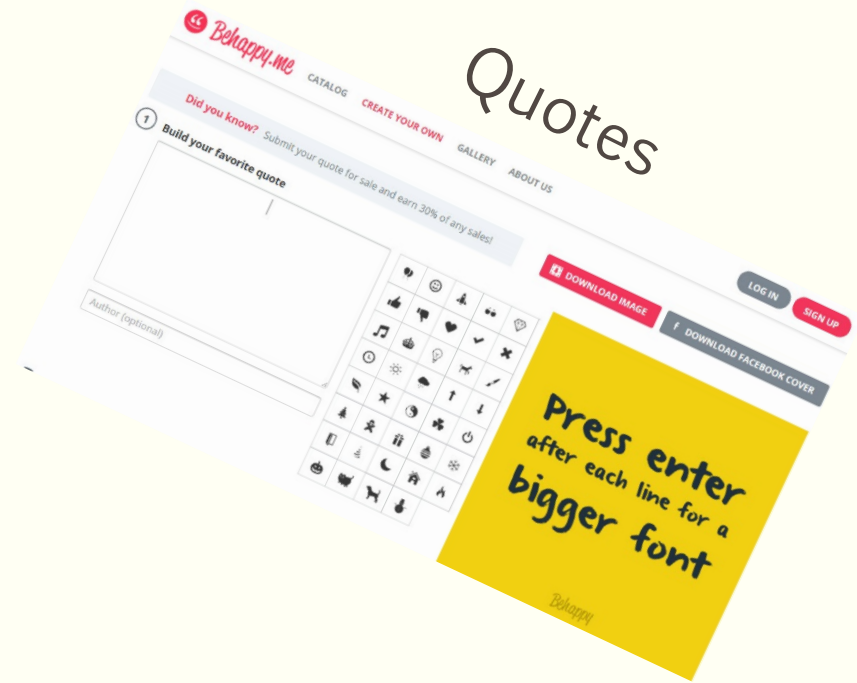 Quotes
Behappy.me
CATALOG
CREATE YOUR OWN
GALLERY
ABOUT US
LOG IN
SIGN UP
Did you know? Submit your quote for sale and earn 30% of any sales!
1 Build your favorite quote
Author (optional)
DOWNLOAD IMAGE
f DOWNLOAD FACEBOOK COVER
Press enter
after each line for a
bigger font
Behappy